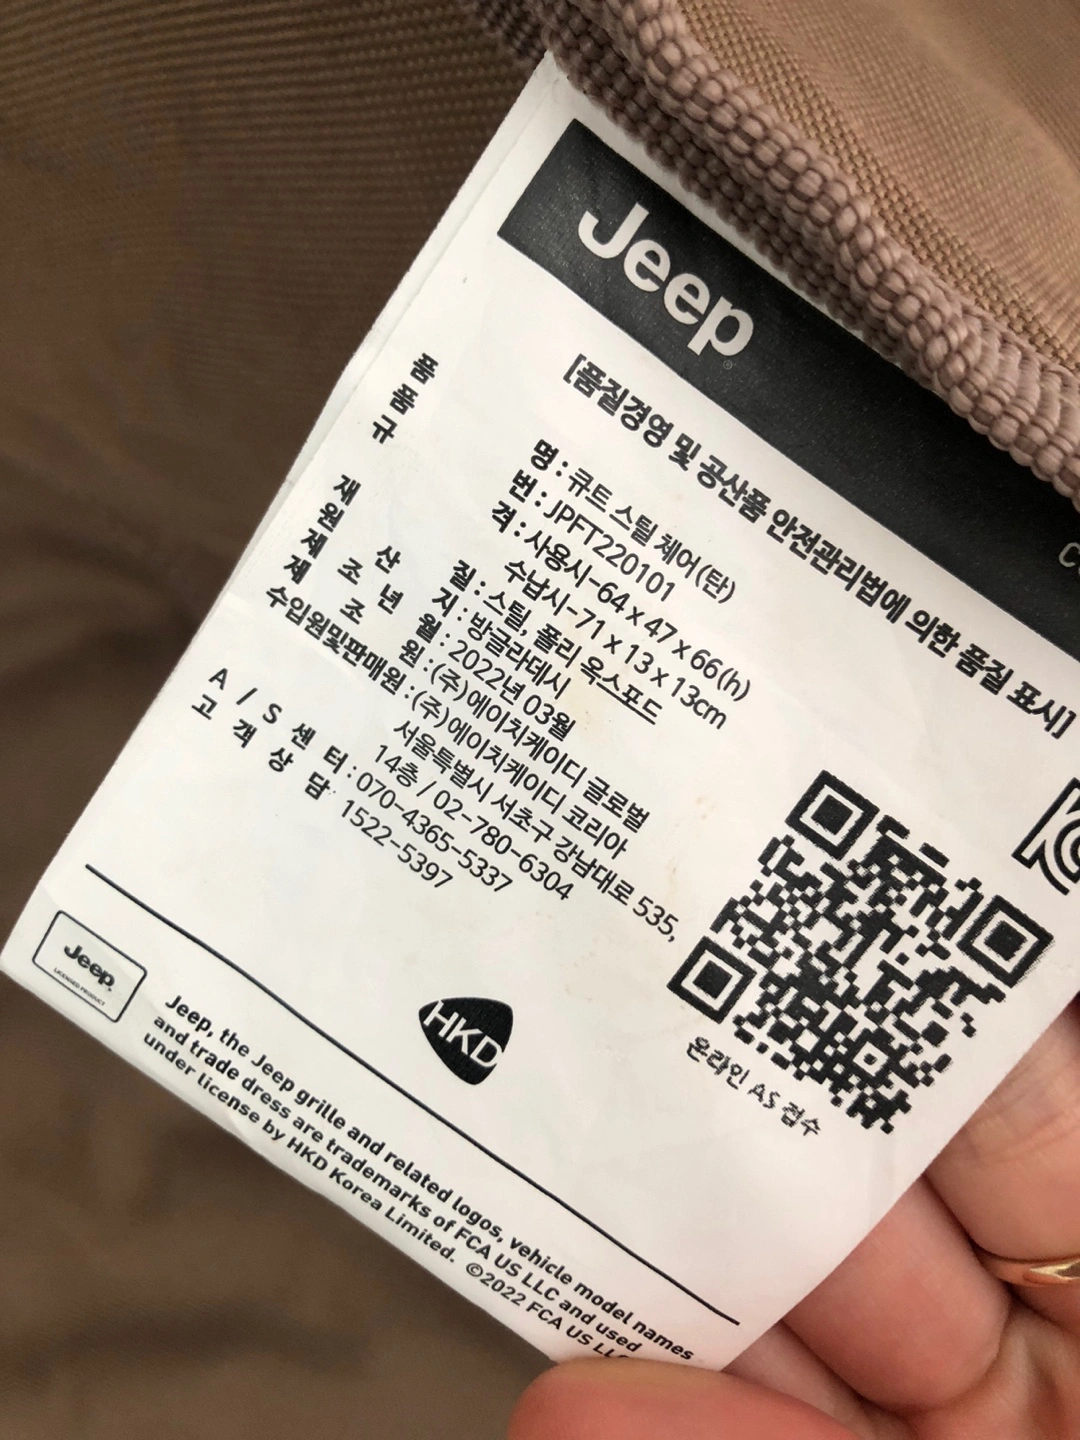 Jeep®
[품질경영 및 공산품 안전관리법에 의한 품질 표시]
품 명 : 큐트 스틸 체어(탄)
품 번 : JPFT220101
규 격 : 사용시-64 x 47 x 66(h)
수납시-71 x 13 x 13cm
재 질 : 스틸, 폴리 옥스포드
원 산 지 : 방글라데시
제 조 년 월 : 2022년 03월
제 조 원 : (주)에이치케이디 글로벌
수입원및판매원 : (주)에이치케이디 코리아
서울특별시 서초구 강남대로 535,
14층 / 02-780-6304
A / S 센 터 : 070-4365-5337
고 객 상 담 1522-5397
온라인 AS 접수
HKD
Jeep®
LICENSED PRODUCT
Jeep, the Jeep grille and related logos, vehicle model names
and trade dress are trademarks of FCA US LLC and used
under license by HKD Korea Limited. ©2022 FCA US LLC